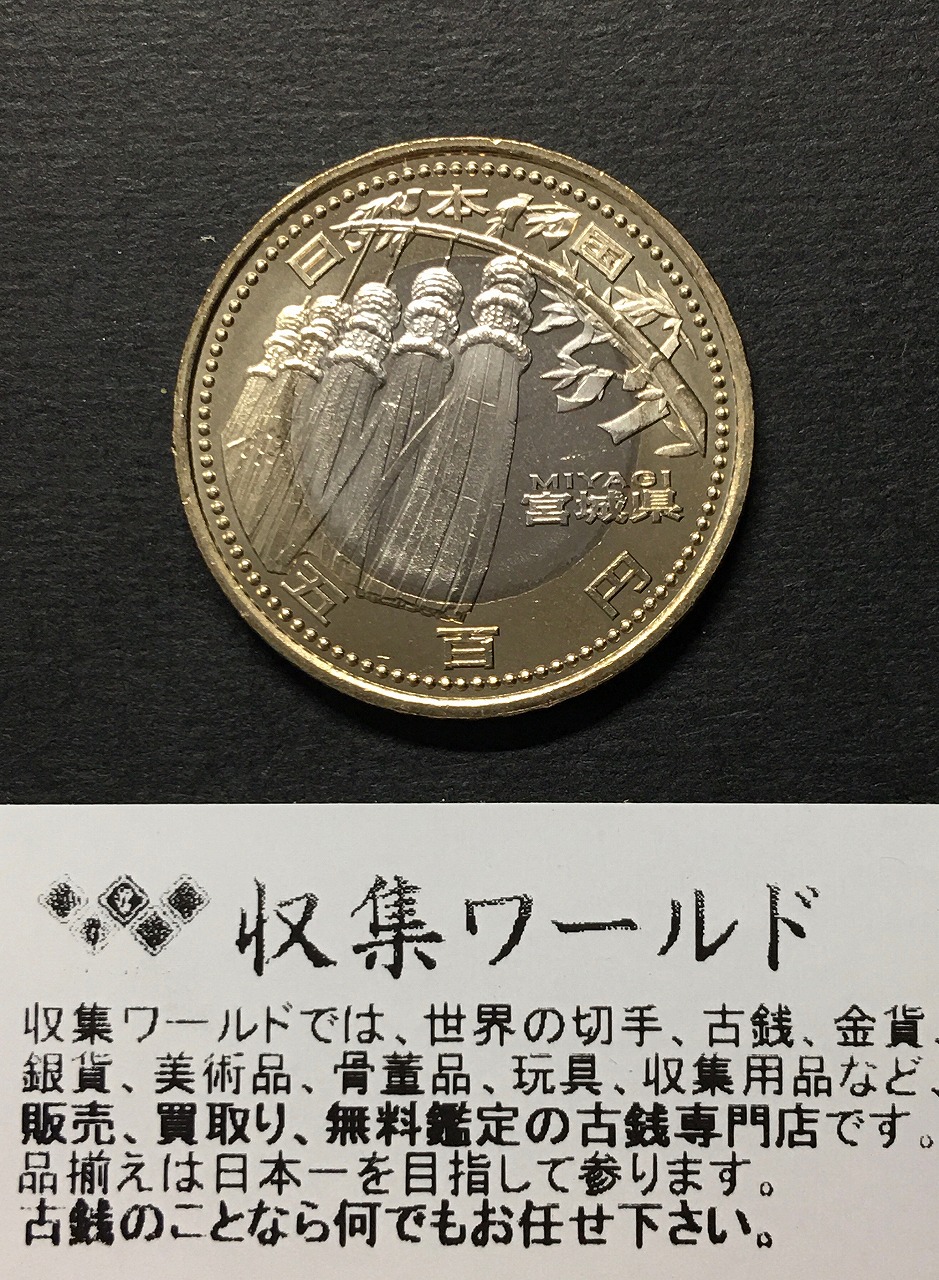 日本国
MIYAGI
宮城県
五百円
収集ワールド
収集ワールドでは、世界の切手、古銭、金貨、
銀貨、美術品、骨董品、玩具、収集用品など、
販売、買取り、無料鑑定の古銭専門店です。
品揃えは日本一を目指して参ります。
古銭のことなら何でもお任せ下さい。